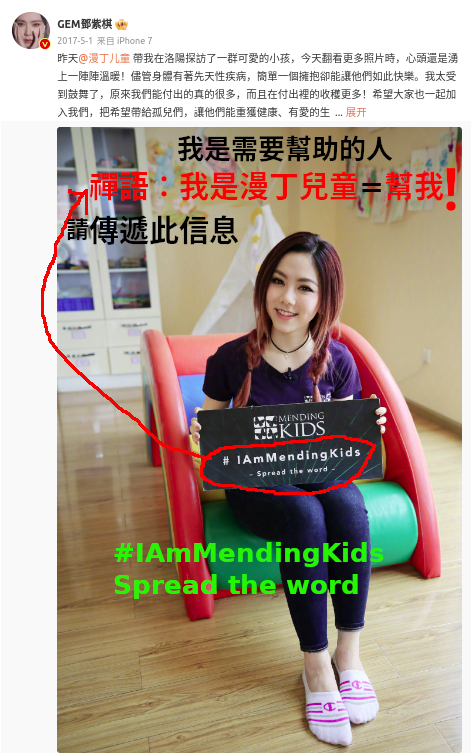 GEM鄧紫棋
2017-5-1 来自 iPhone 7
昨天@漫丁儿童 帶我在洛陽探訪了一群可愛的小孩，今天翻看更多照片時，心頭還是湧
上一陣陣溫暖！儘管身體有著先天性疾病，簡單一個擁抱卻能讓他們如此快樂。我太受
到鼓舞了，原來我們能付出的真的很多，而且在付出裡的收穫更多！希望大家也一起加
入我們，把希望帶給孤兒們，讓他們能重獲健康、有愛的生 ... 展开
我是需要幫助的人
禪語：我是漫丁兒童=幫我！
請傳遞此信息
MENDING
KIDS
# IAmMendingKids
– Spread the word –
#IAmMendingKids
Spread the word